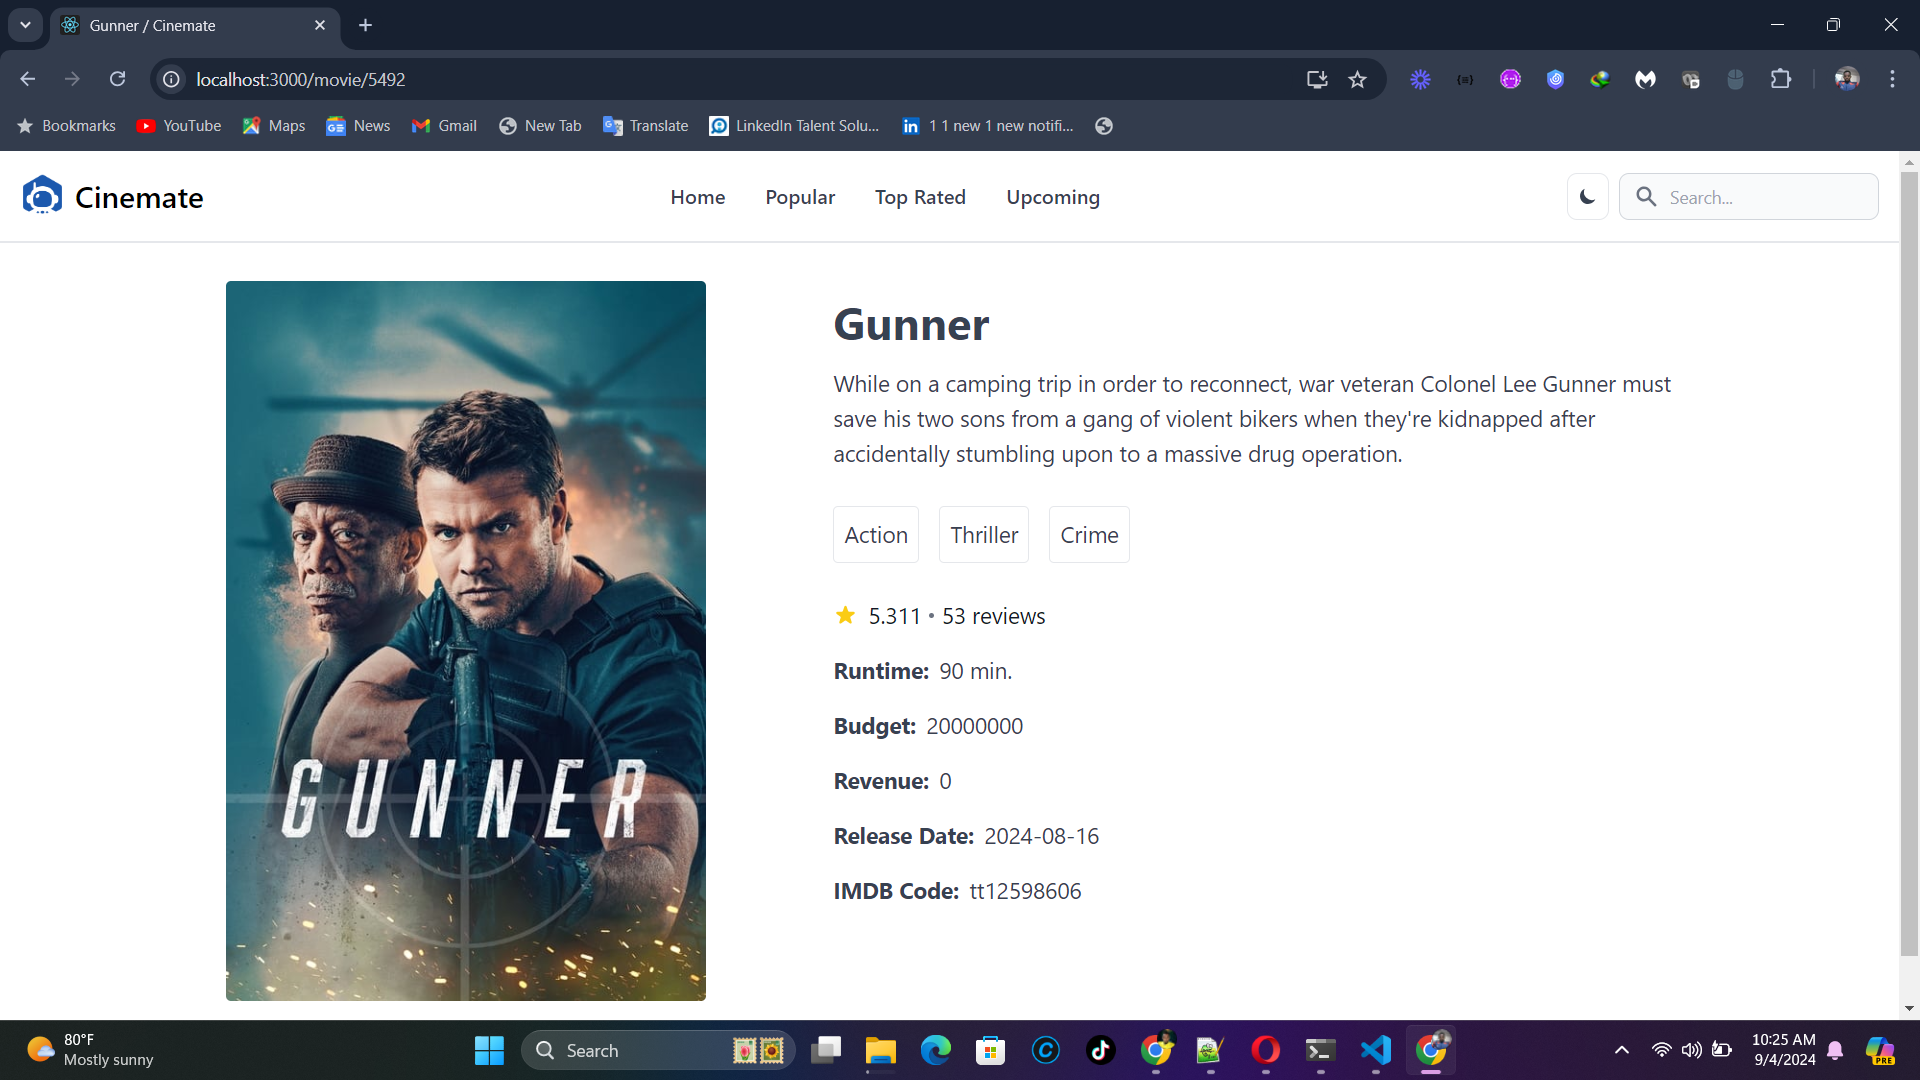 Gunner / Cinemate
localhost:3000/movie/5492
Bookmarks YouTube Maps News Gmail New Tab Translate LinkedIn Talent Solu... 1 1 new 1 new notifi...
Cinemate
Home Popular Top Rated Upcoming
Search...
Gunner
While on a camping trip in order to reconnect, war veteran Colonel Lee Gunner must
save his two sons from a gang of violent bikers when they're kidnapped after
accidentally stumbling upon to a massive drug operation.
Action Thriller Crime
5.311 • 53 reviews
Runtime: 90 min.
Budget: 20000000
Revenue: 0
Release Date: 2024-08-16
IMDB Code: tt12598606
GUNNER
80°F
Mostly sunny
Search
10:25 AM
9/4/2024
PRE